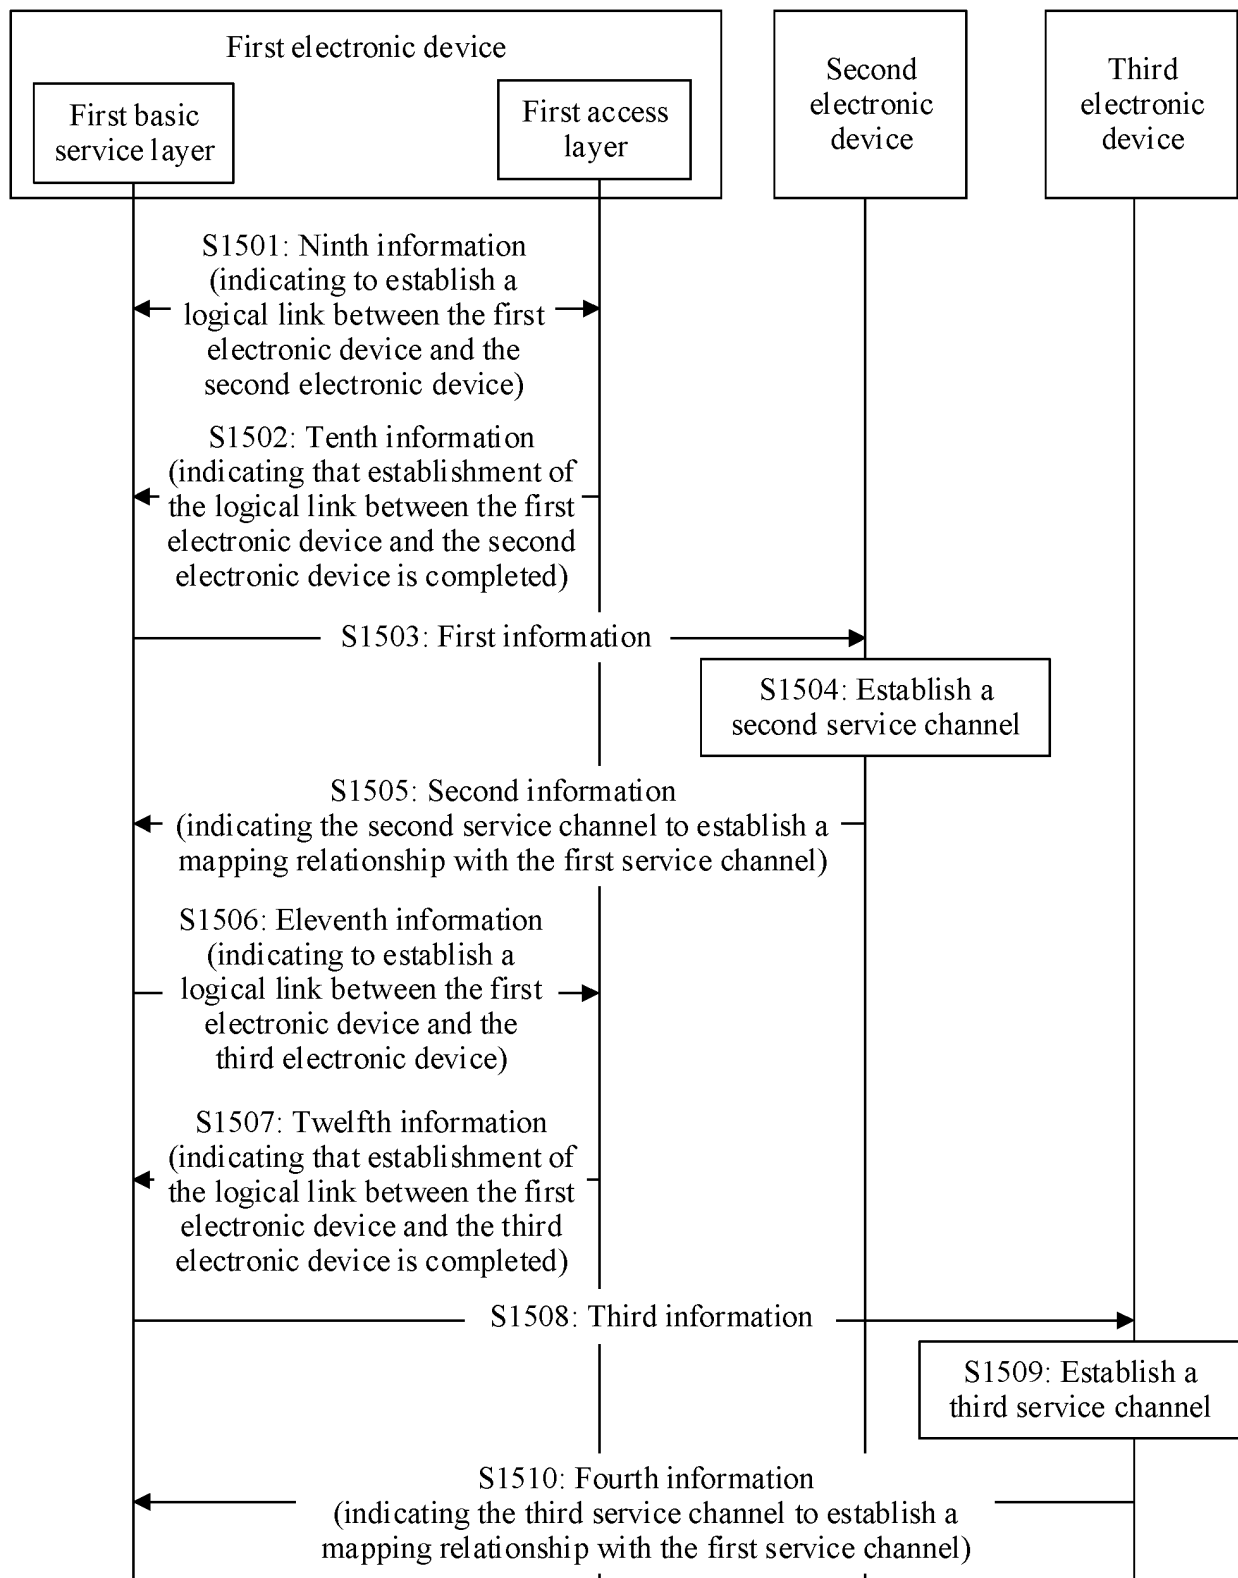 First electronic device
First basic
service layer
First access
layer
Second
electronic
device
Third
electronic
device
S1501: Ninth information
(indicating to establish a
logical link between the first
electronic device and the
second electronic device)
S1502: Tenth information
(indicating that establishment of
the logical link between the first
electronic device and the second
electronic device is completed)
S1503: First information
S1504: Establish a
second service channel
S1505: Second information
(indicating the second service channel to establish a
mapping relationship with the first service channel)
S1506: Eleventh information
(indicating to establish a
logical link between the first
electronic device and the
third electronic device)
S1507: Twelfth information
(indicating that establishment of
the logical link between the first
electronic device and the third
electronic device is completed)
S1508: Third information
S1509: Establish a
third service channel
S1510: Fourth information
(indicating the third service channel to establish a
mapping relationship with the first service channel)